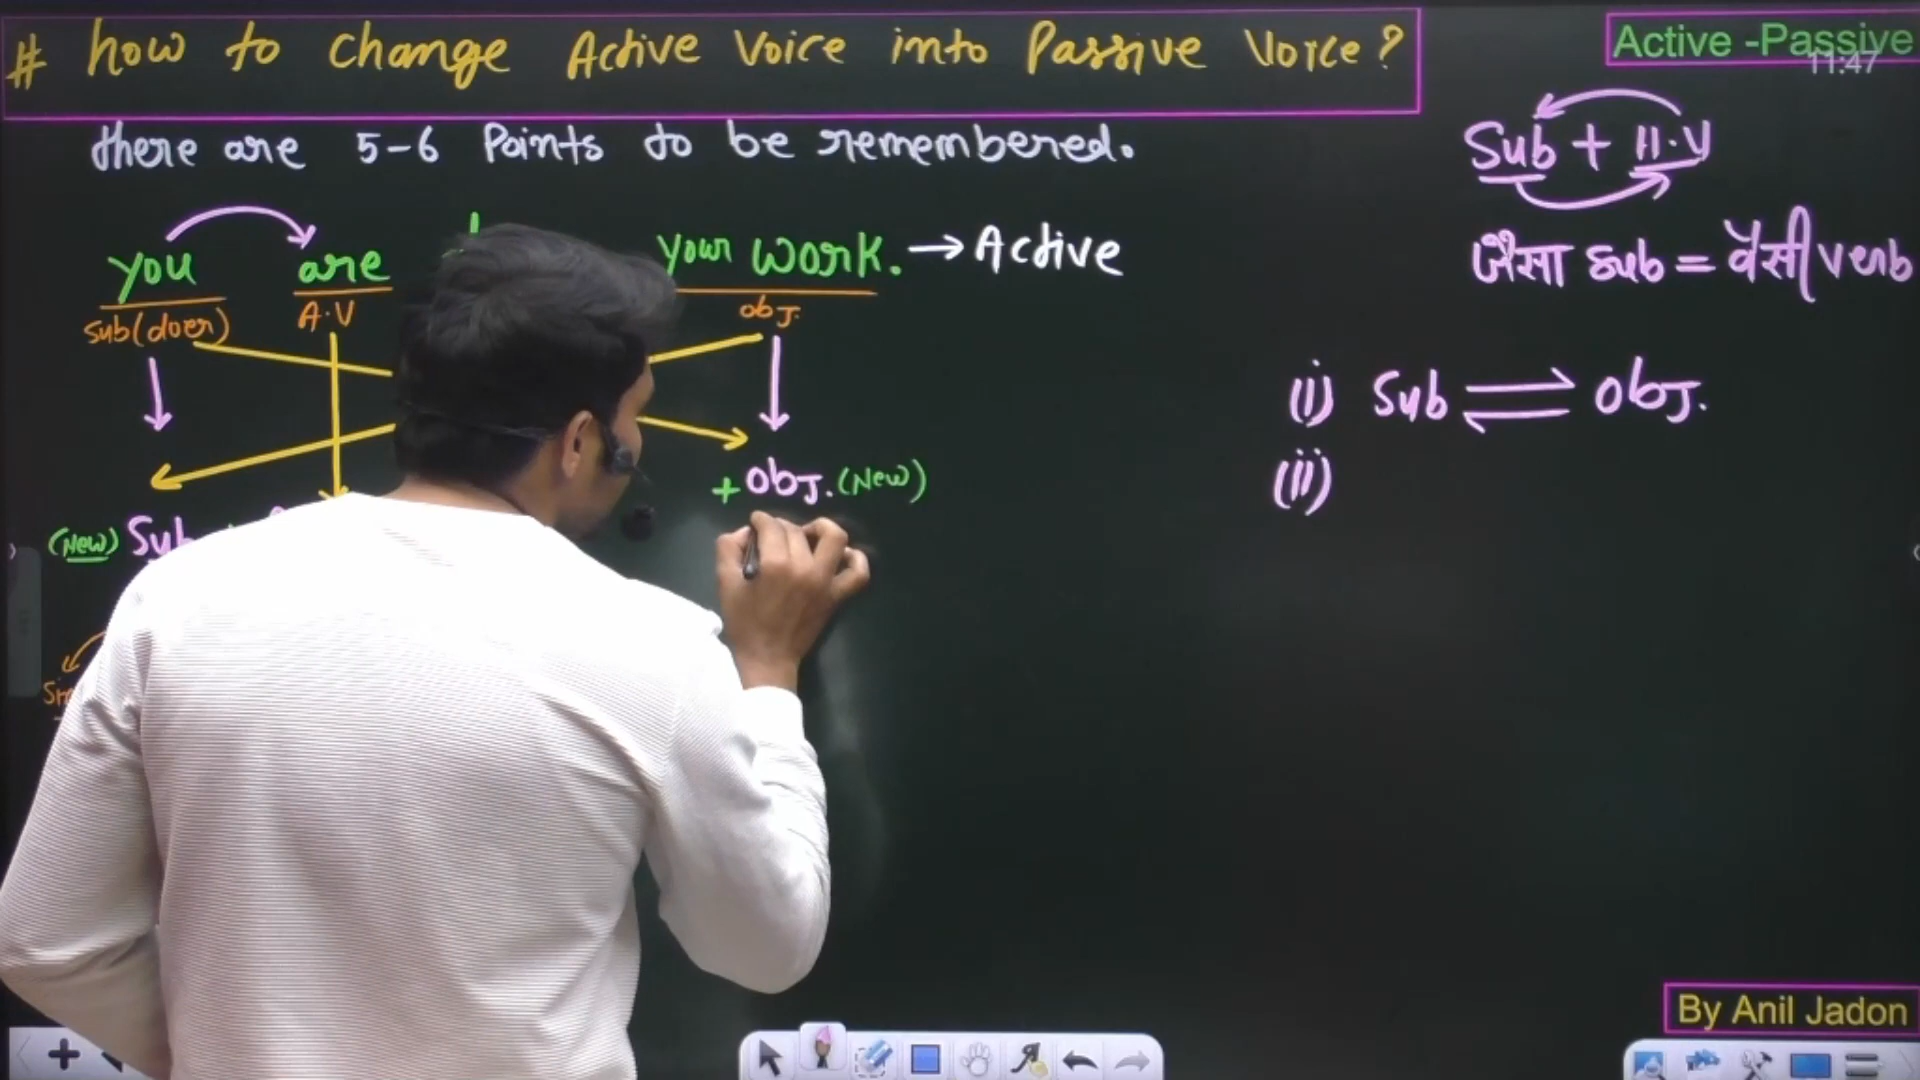 # how to change Active Voice into Passive Voice?
Active -Passive
11:47
there are 5-6 Points to be remembered.
Sub + H.V
you are your work. → Active
जैसा sub = वैसी verb
sub(doer) A.V obj.
(i) Sub ⇌ obj.
+ obj. (New)
(ii)
(New) Sub
By Anil Jadon